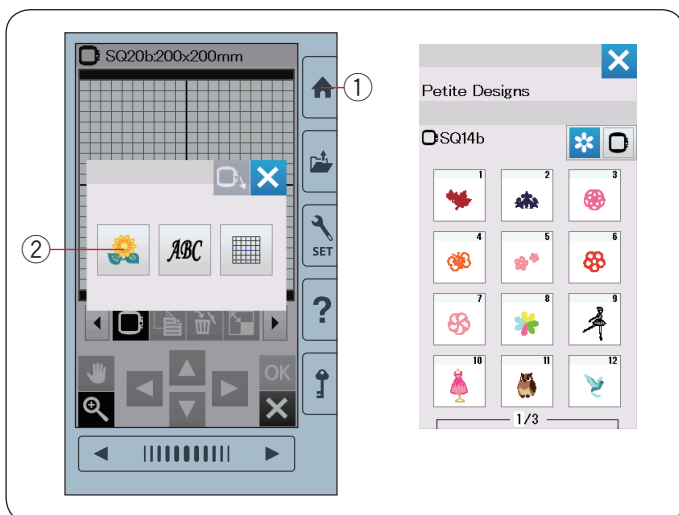 SQ20b:200x200mm
1
2
ABC
SET
?
OK
Petite Designs
SQ14b
1 2 3
4 5 6
7 8 9
10 11 12
1/3